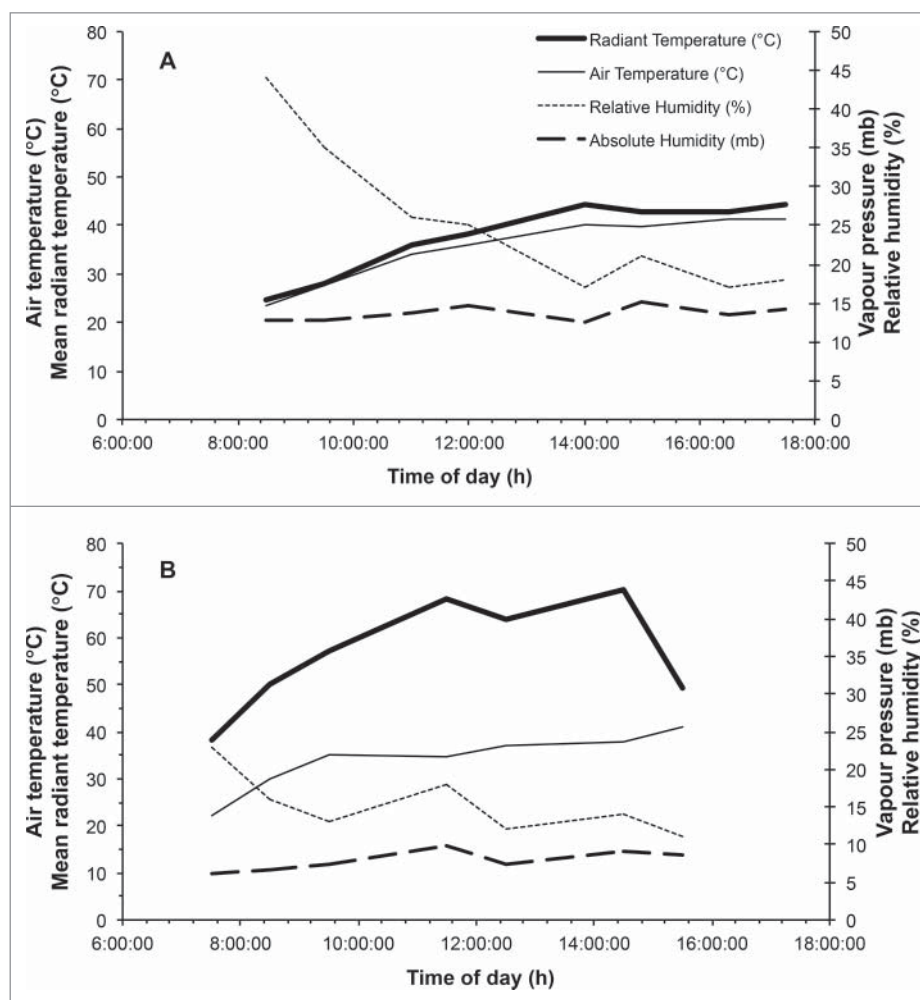 A
Radiant Temperature (°C)
Air Temperature (°C)
Relative Humidity (%)
Absolute Humidity (mb)
Air temperature (°C)
Mean radiant temperature (°C)
80
70
60
50
40
30
20
10
0
50
45
40
35
30
25
20
15
10
5
0
Vapour pressure (mb)
Relative humidity (%)
6:00:00 8:00:00 10:00:00 12:00:00 14:00:00 16:00:00 18:00:00
Time of day (h)
B
Air temperature (°C)
Mean radiant temperature (°C)
80
70
60
50
40
30
20
10
0
50
45
40
35
30
25
20
15
10
5
0
Vapour pressure (mb)
Relative humidity (%)
6:00:00 8:00:00 10:00:00 12:00:00 14:00:00 16:00:00 18:00:00
Time of day (h)